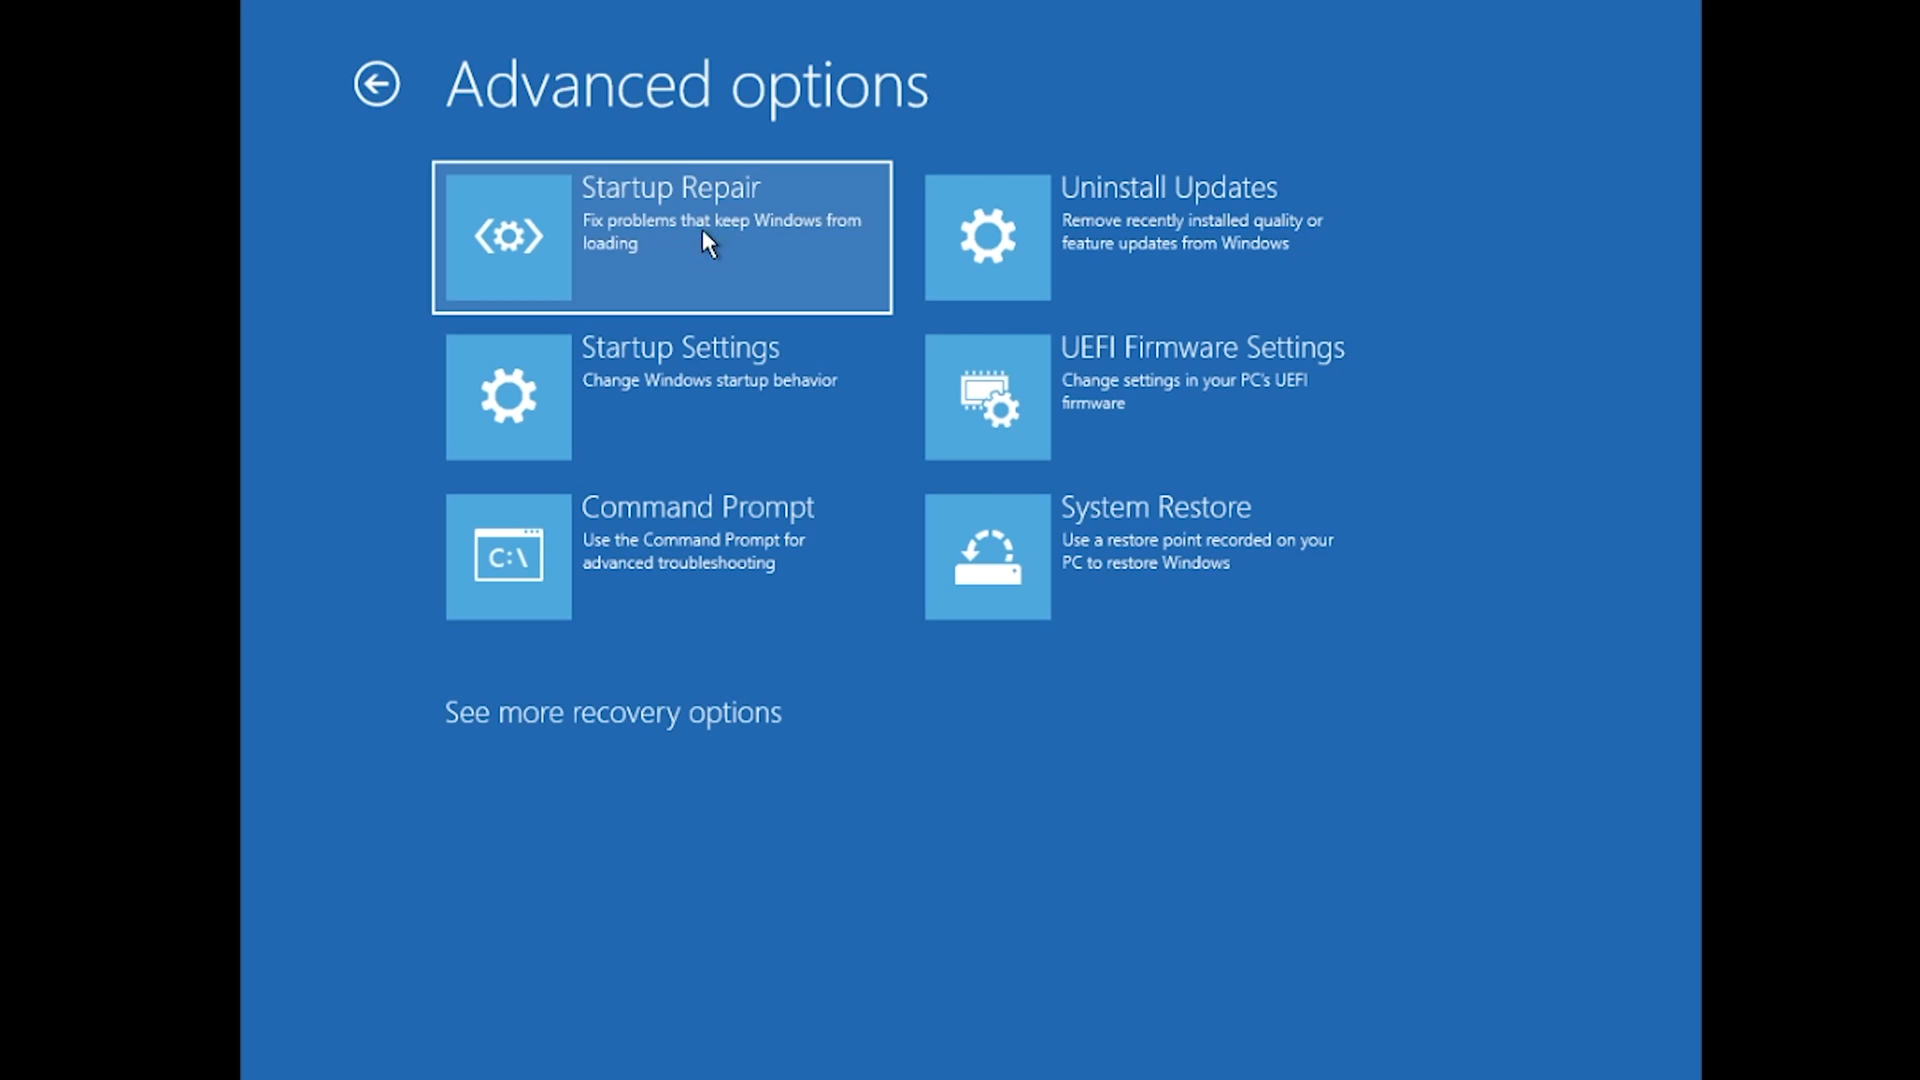 Advanced options
Startup Repair
Fix problems that keep Windows from
loading
Uninstall Updates
Remove recently installed quality or
feature updates from Windows
Startup Settings
Change Windows startup behavior
UEFI Firmware Settings
Change settings in your PC's UEFI
firmware
C:\
Command Prompt
Use the Command Prompt for
advanced troubleshooting
System Restore
Use a restore point recorded on your
PC to restore Windows
See more recovery options